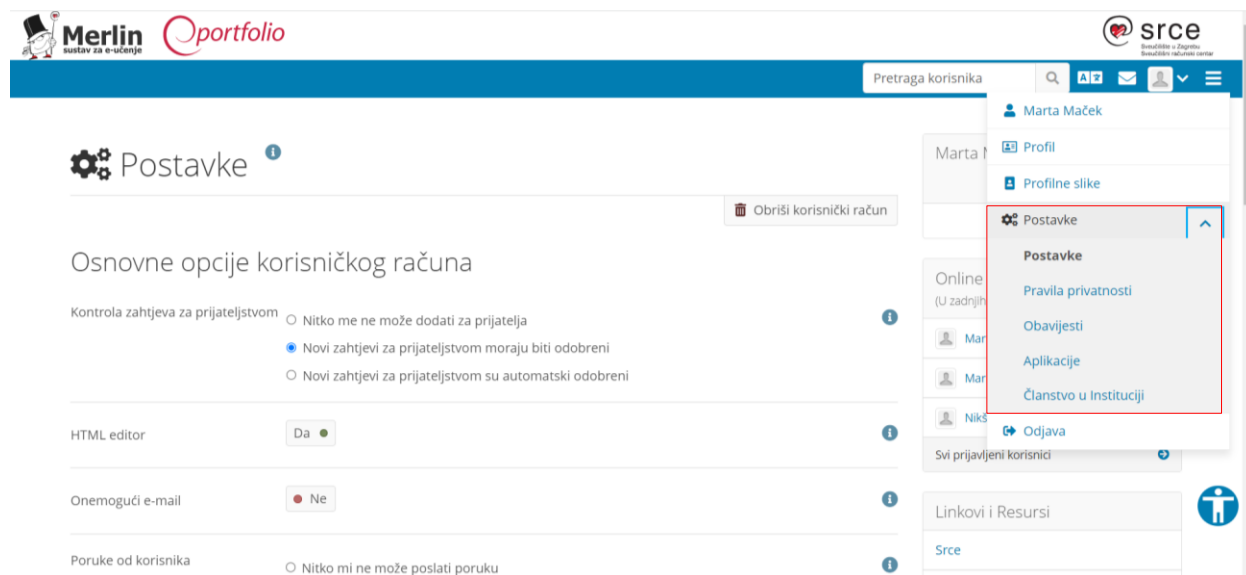 Merlin
sustav za e-učenje
portfolio
srce
Sveučilište u Zagrebu
Sveučilišni računski centar
Pretraga korisnika
Marta Maček
Profil
Profilne slike
Postavke
Postavke
Pravila privatnosti
Obavijesti
Aplikacije
Članstvo u Instituciji
Odjava
Postavke
Obriši korisnički račun
Osnovne opcije korisničkog računa
Kontrola zahtjeva za prijateljstvom
Nitko me ne može dodati za prijatelja
Novi zahtjevi za prijateljstvom moraju biti odobreni
Novi zahtjevi za prijateljstvom su automatski odobreni
HTML editor
Da
Onemogući e-mail
Ne
Poruke od korisnika
Nitko mi ne može poslati poruku
Marta
Online
(U zadnjih
Mar
Mar
Nikš
Svi prijavljeni korisnici
Linkovi i Resursi
Srce